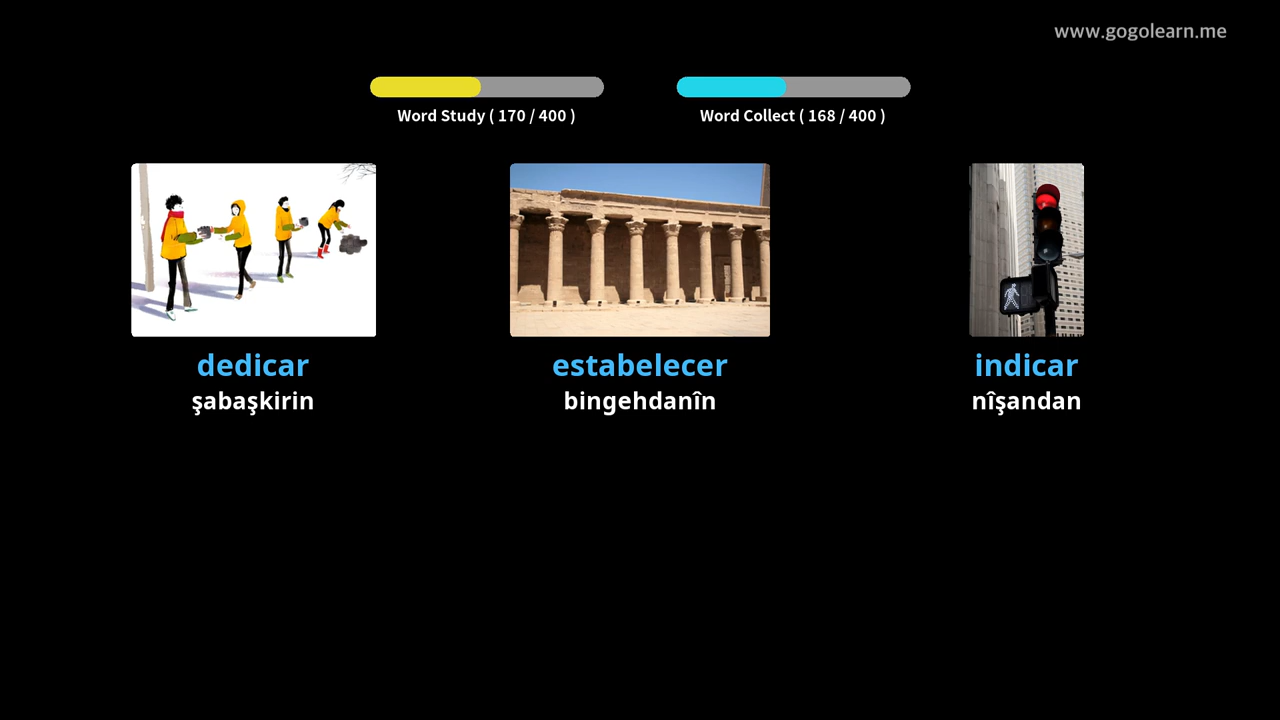 www.gogolearn.me
Word Study ( 170 / 400 )
Word Collect ( 168 / 400 )
dedicar
şabaşkirin
estabelecer
bingehdanîn
indicar
nîşandan